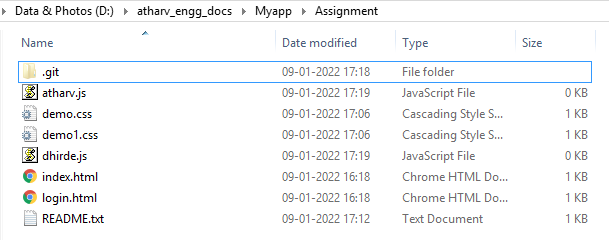 Data & Photos (D:) atharv_engg_docs Myapp Assignment
Name Date modified Type Size
.git 09-01-2022 17:18 File folder
atharv.js 09-01-2022 17:19 JavaScript File 0 KB
demo.css 09-01-2022 17:06 Cascading Style S... 1 KB
demo1.css 09-01-2022 17:06 Cascading Style S... 1 KB
dhirde.js 09-01-2022 17:19 JavaScript File 0 KB
index.html 09-01-2022 16:18 Chrome HTML Do... 1 KB
login.html 09-01-2022 16:18 Chrome HTML Do... 1 KB
README.txt 09-01-2022 17:12 Text Document 1 KB